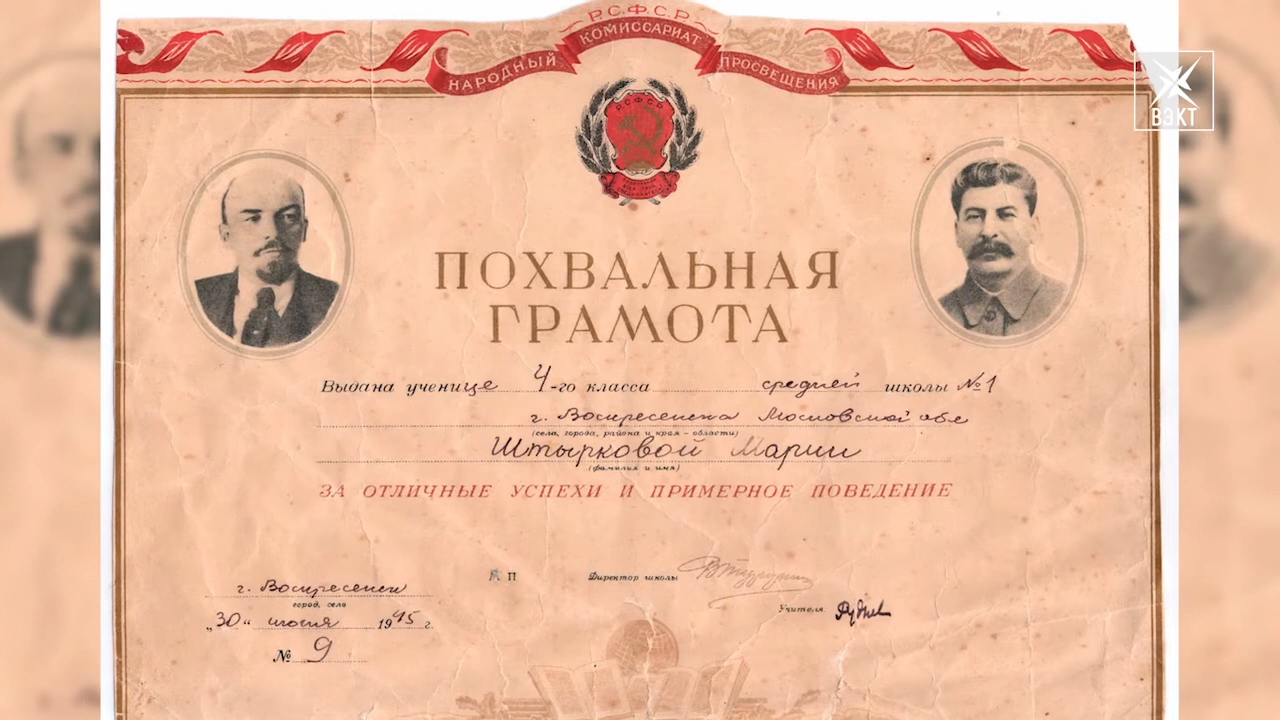 Р.С.Ф.С.Р.
НАРОДНЫЙ КОМИССАРИАТ ПРОСВЕЩЕНИЯ
ВЭКТ
РСФСР
ПОХВАЛЬНАЯ
ГРАМОТА
Выдана ученице 4-го класса средней школы №1
г. Воскресенска Московской обл
(села, города, района и края – области)
Штырковой Марии
(фамилия и имя)
ЗА ОТЛИЧНЫЕ УСПЕХИ И ПРИМЕРНОЕ ПОВЕДЕНИЕ
г. Воскресенск
город, село
П
Директор школы
„30" 1945 г.
Учителя
№ 9